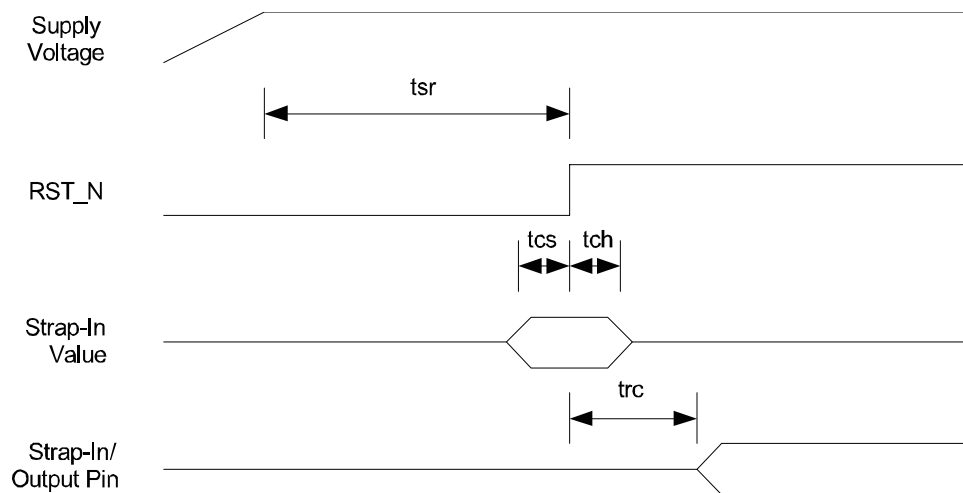 Supply
Voltage
tsr
RST_N
tcs
tch
Strap-In
Value
trc
Strap-In/
Output Pin